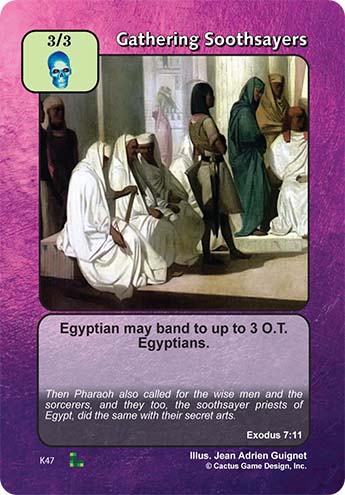 3/3
Gathering Soothsayers
Egyptian may band to up to 3 O.T.
Egyptians.
Then Pharaoh also called for the wise men and the
sorcerers, and they too, the soothsayer priests of
Egypt, did the same with their secret arts.
Exodus 7:11
K47
Illus. Jean Adrien Guignet
© Cactus Game Design, Inc.